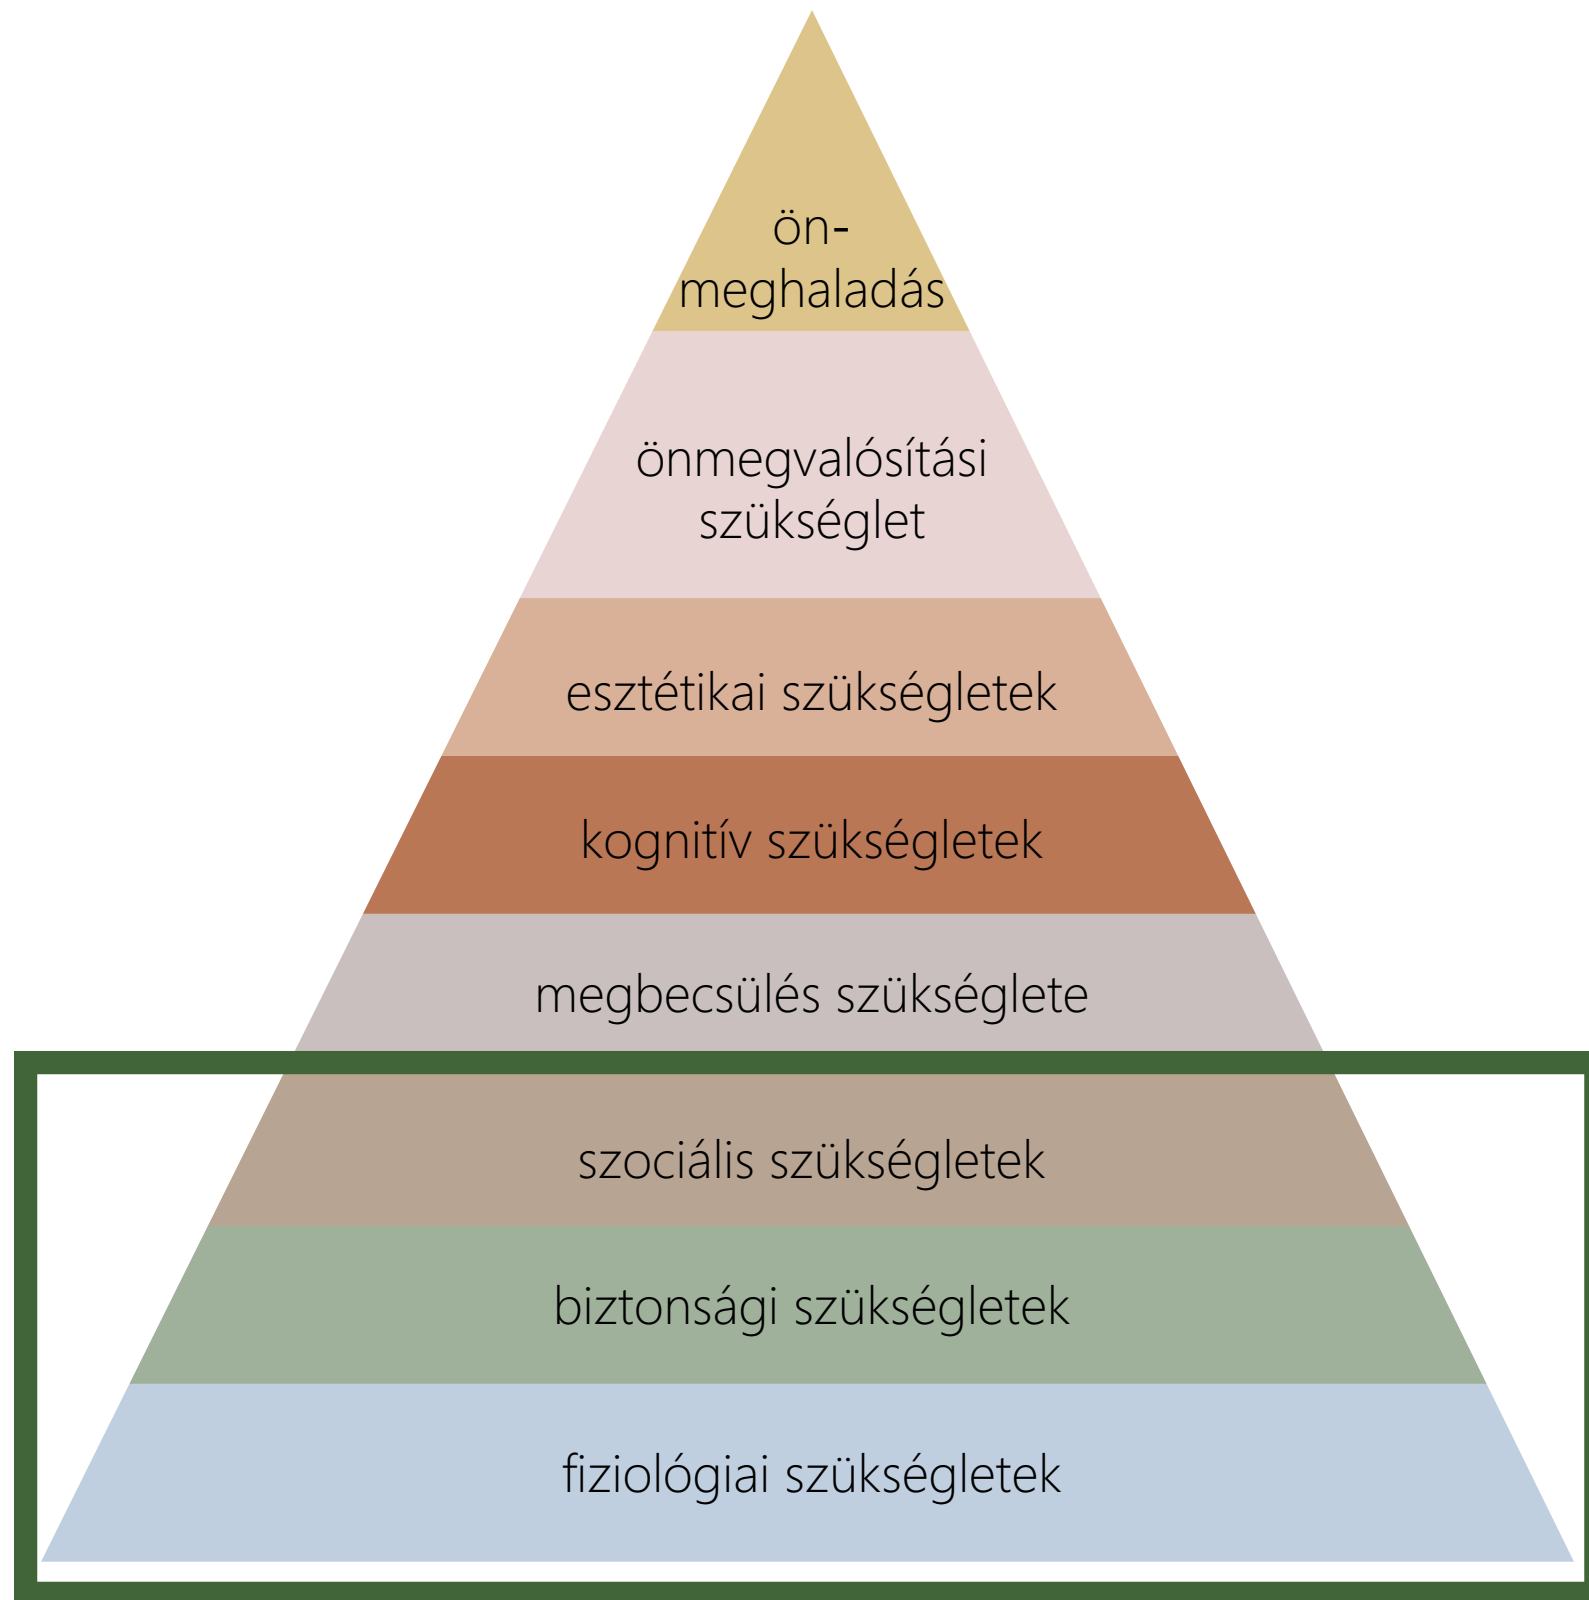 ön-
meghaladás
önmegvalósítási
szükséglet
esztétikai szükségletek
kognitív szükségletek
megbecsülés szükséglete
szociális szükségletek
biztonsági szükségletek
fiziológiai szükségletek